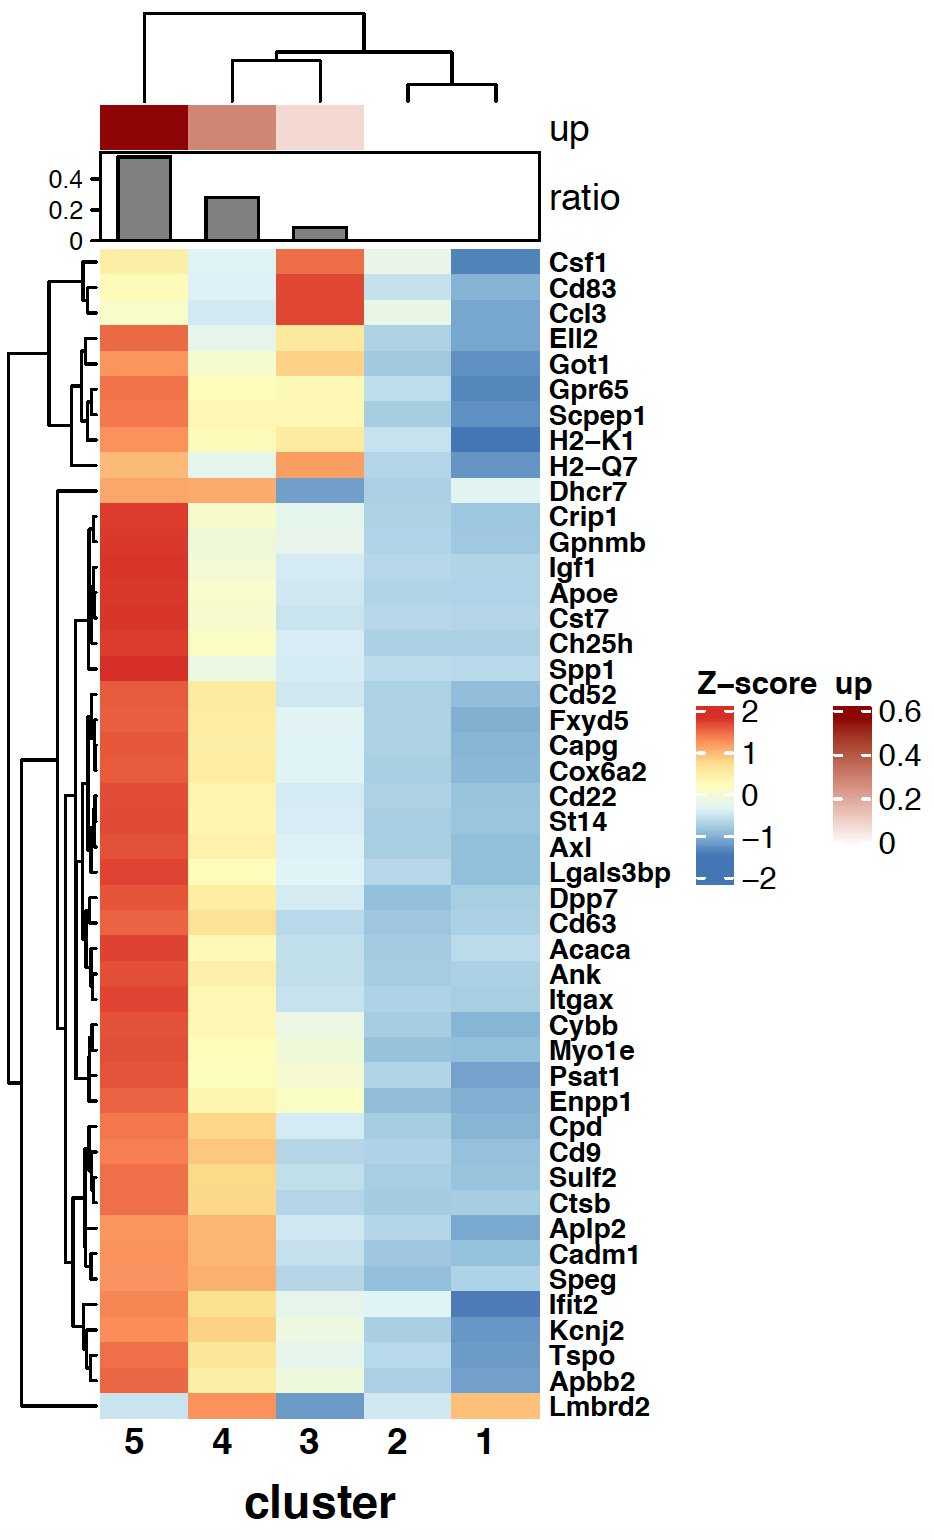 up
0.4
0.2
0
ratio
Csf1
Cd83
Ccl3
Ell2
Got1
Gpr65
Scpep1
H2−K1
H2−Q7
Dhcr7
Crip1
Gpnmb
Igf1
Apoe
Cst7
Ch25h
Spp1
Cd52
Fxyd5
Capg
Cox6a2
Cd22
St14
Axl
Lgals3bp
Dpp7
Cd63
Acaca
Ank
Itgax
Cybb
Myo1e
Psat1
Enpp1
Cpd
Cd9
Sulf2
Ctsb
Aplp2
Cadm1
Speg
Ifit2
Kcnj2
Tspo
Apbb2
Lmbrd2
5 4 3 2 1
cluster
Z−score
2
1
0
−1
−2
up
0.6
0.4
0.2
0